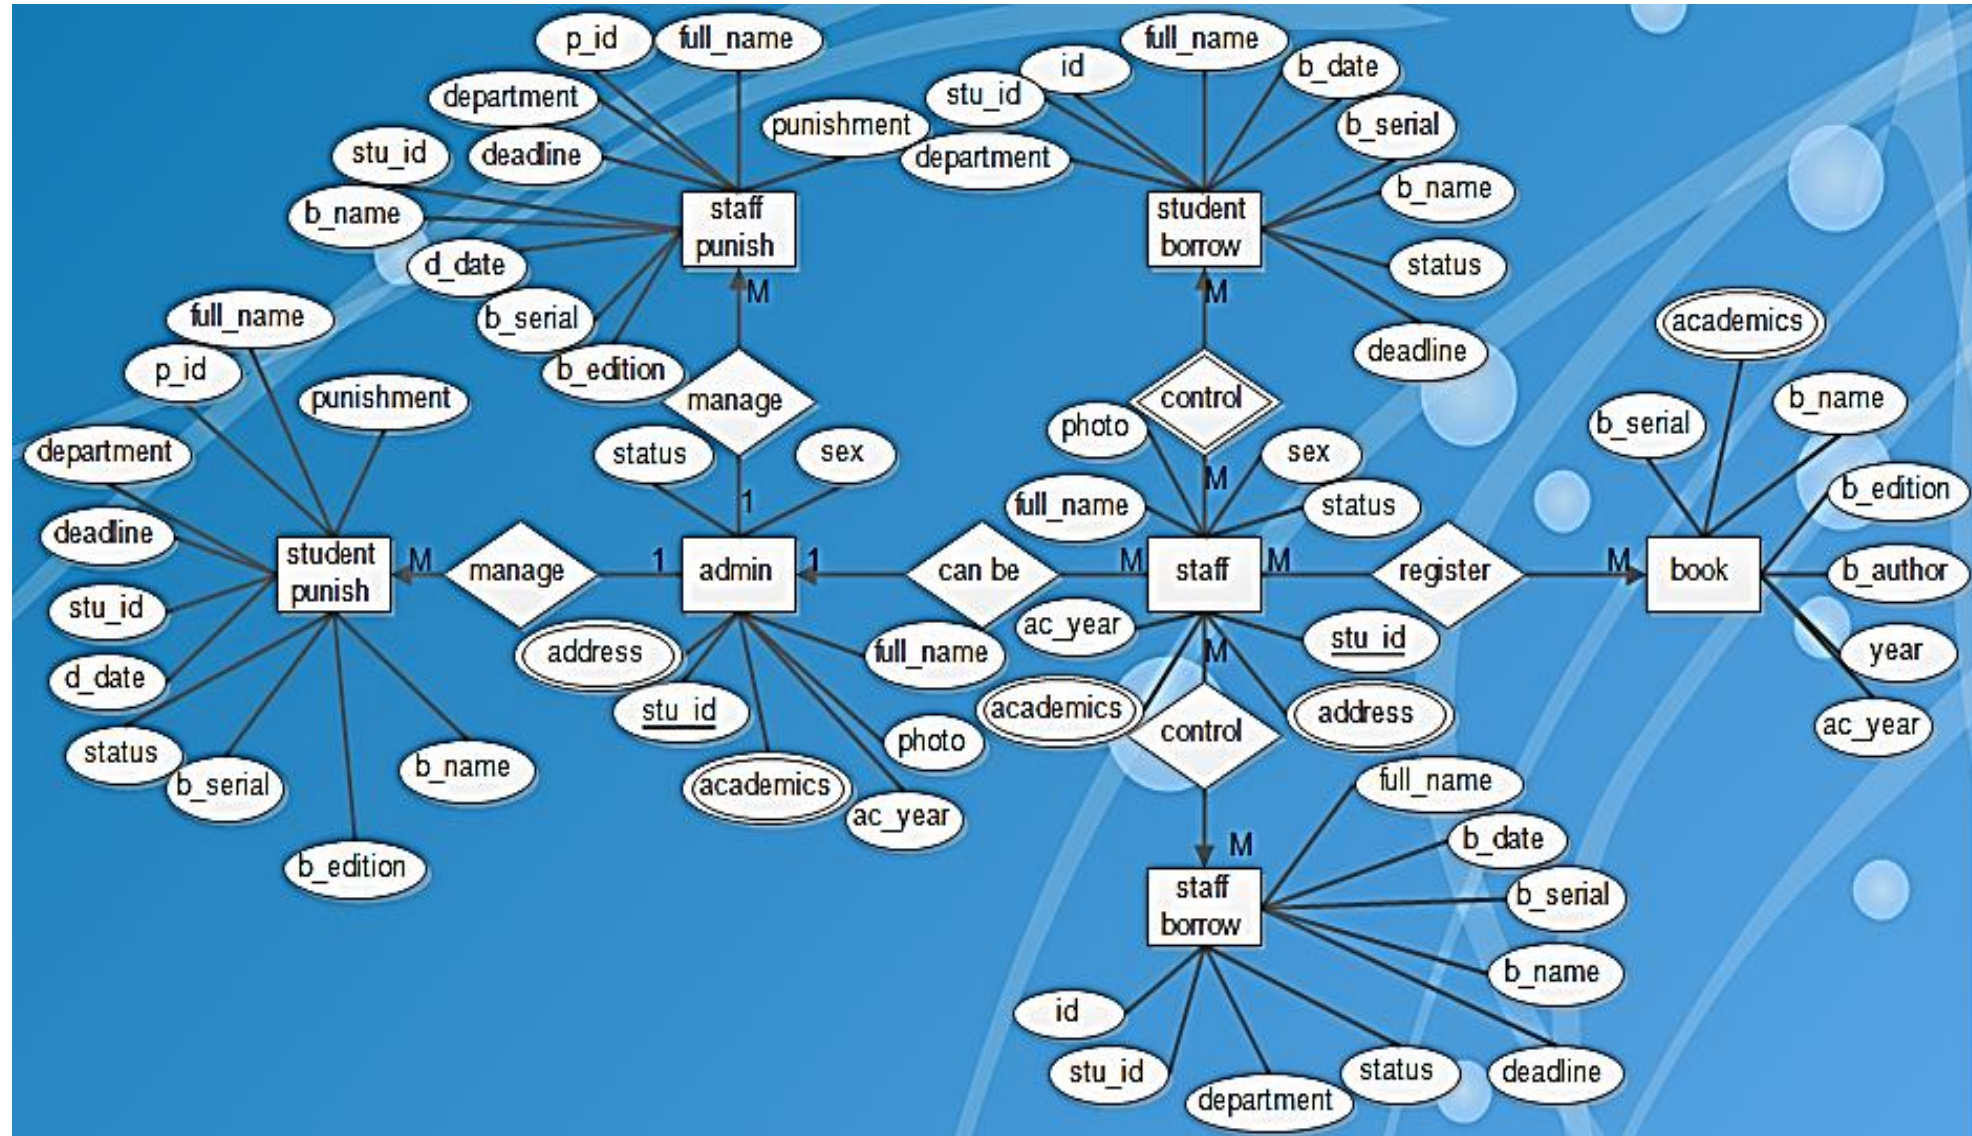 p_id
full_name
full_name
id
b_date
department
stu_id
punishment
b_serial
stu_id
deadline
department
b_name
b_name
staff
punish
student
borrow
d_date
status
M
M
b_serial
full_name
academics
deadline
p_id
b_edition
punishment
manage
control
b_name
photo
b_serial
department
status
sex
sex
M
b_edition
1
full_name
status
deadline
student
punish
M
manage
1
admin
1
can be
M
staff
M
register
M
book
b_author
stu_id
ac_year
stu_id
address
full_name
M
year
d_date
stu_id
academics
address
ac_year
status
photo
control
b_serial
b_name
academics
full_name
ac_year
b_date
M
b_edition
staff
borrow
b_serial
b_name
id
stu_id
status
deadline
department